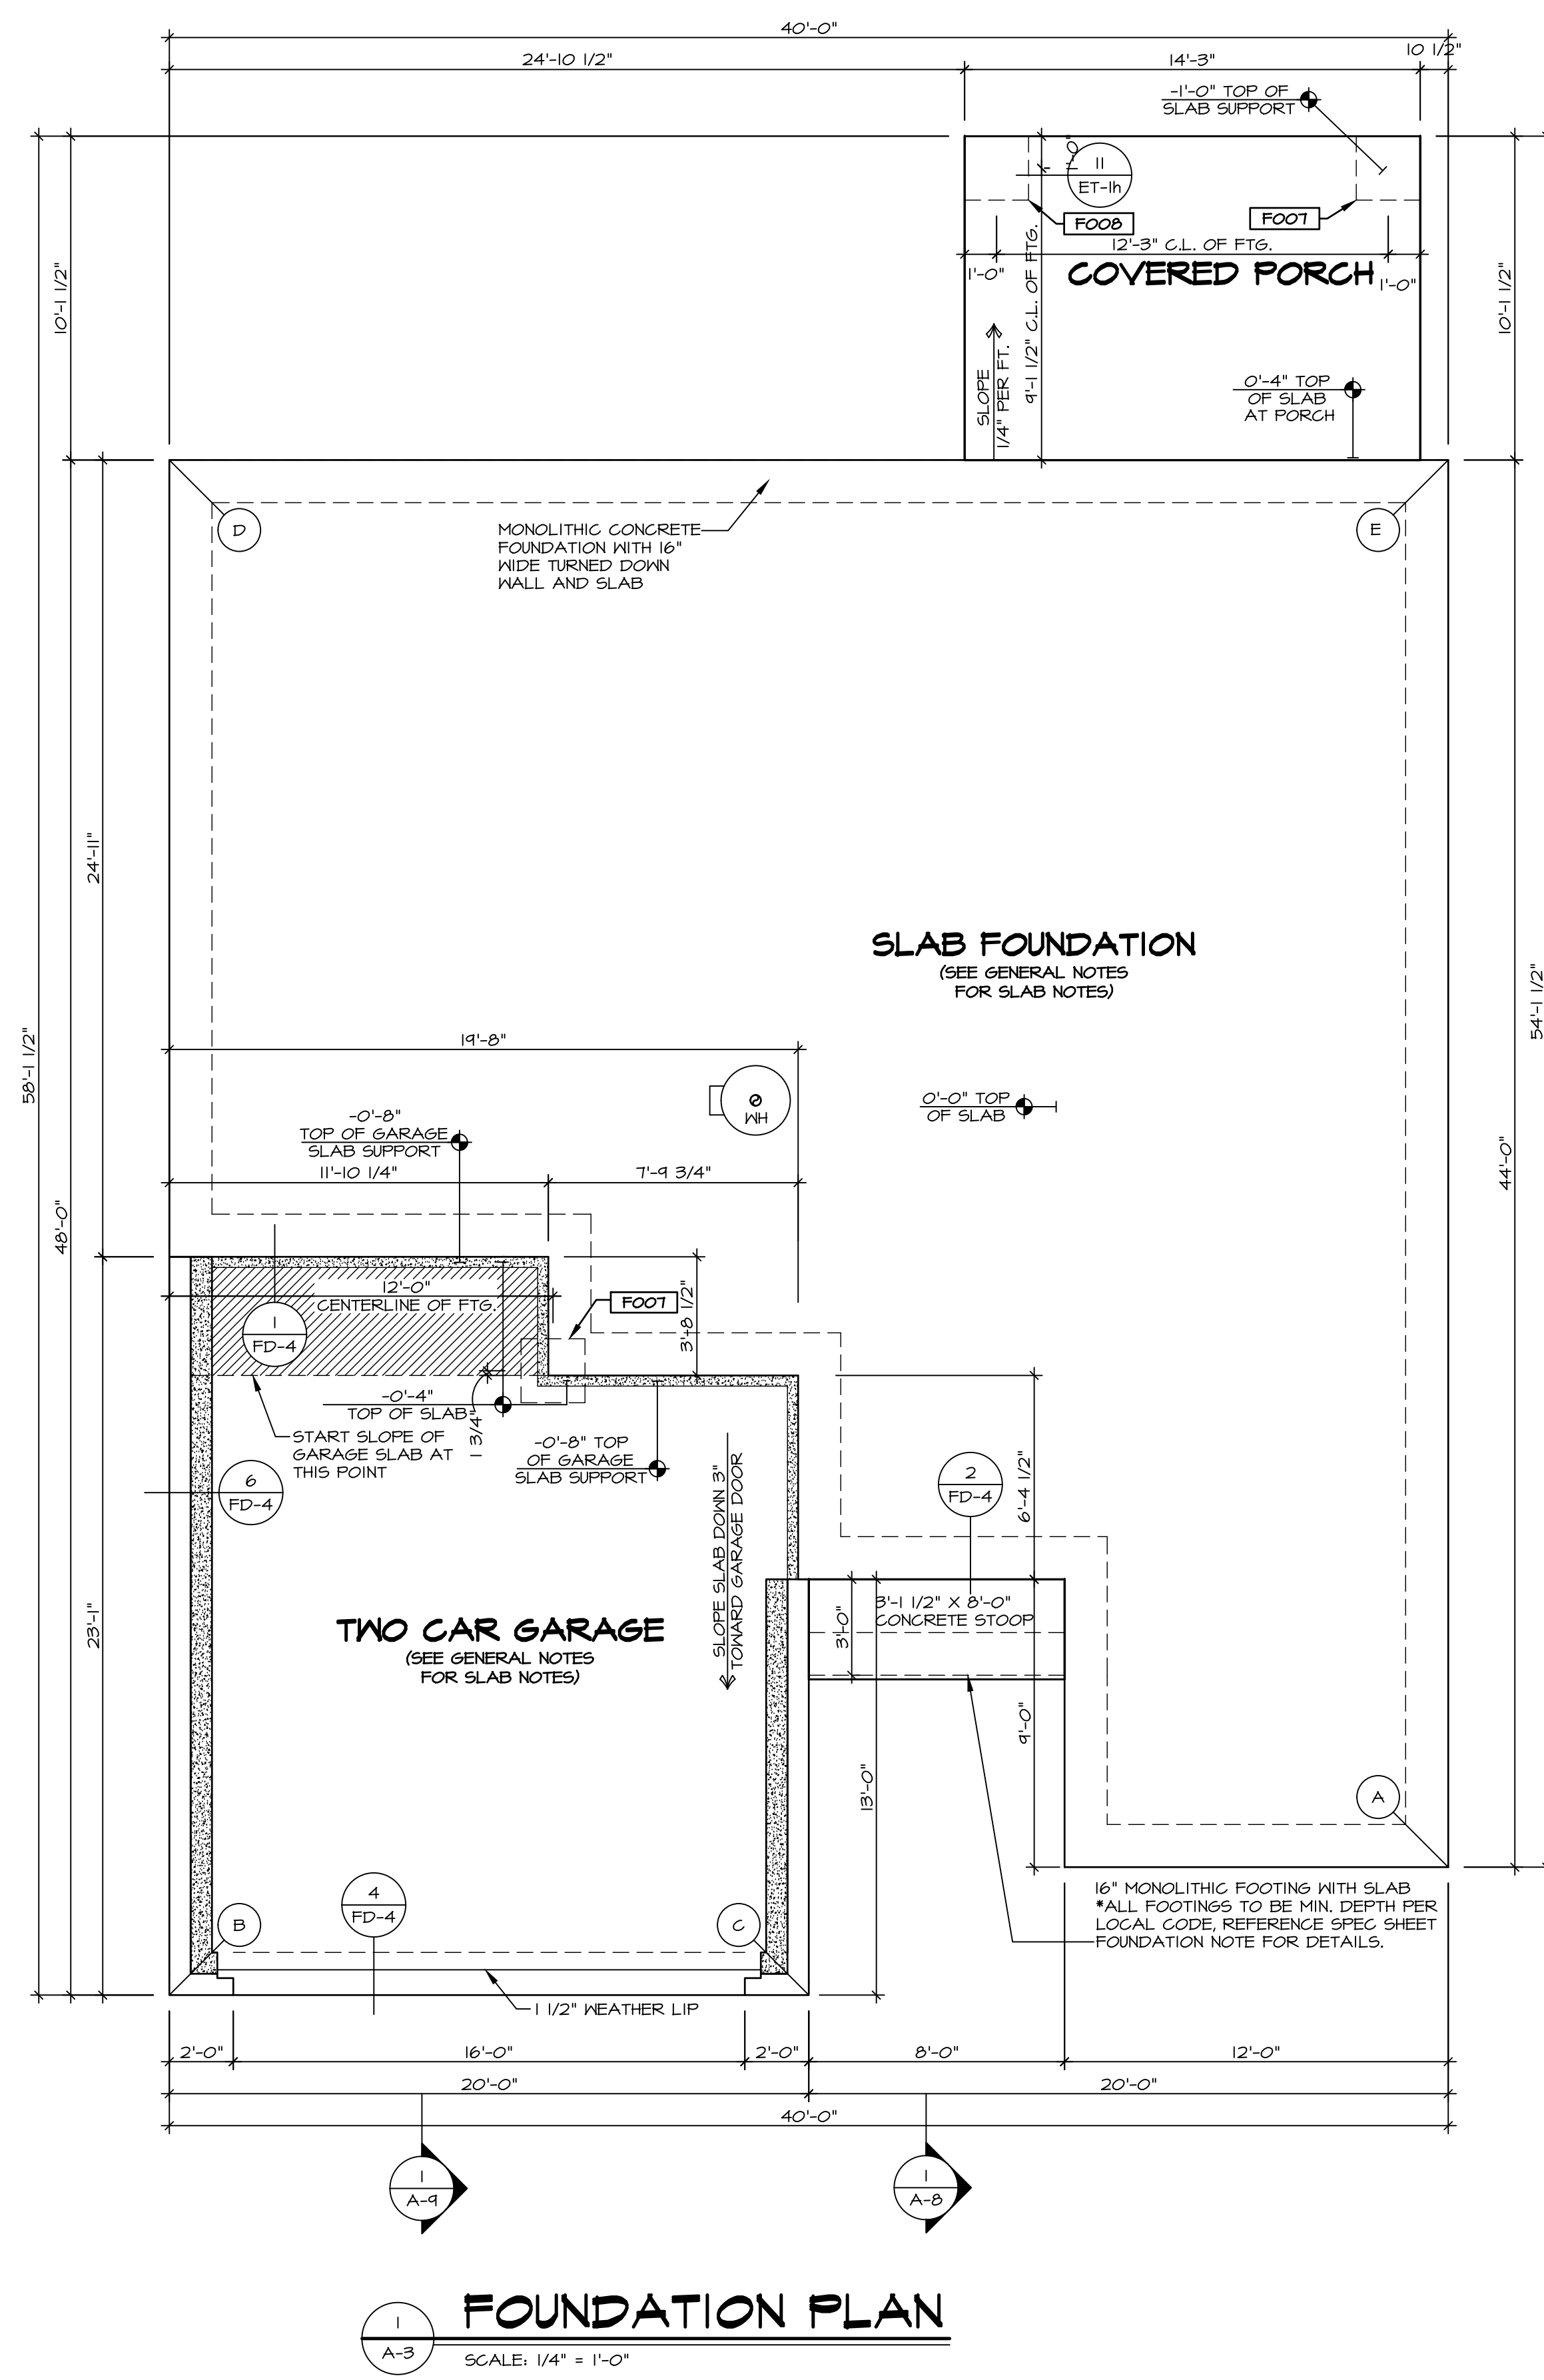 40'-0"
24'-10 1/2"
14'-3"
10 1/2"
-1'-0" TOP OF
SLAB SUPPORT
11
ET-1h
F008
F007
12'-3" C.L. OF FTG.
1'-0"
COVERED PORCH
1'-0"
9'-1 1/2" C.L. OF FTG.
SLOPE
1/4" PER FT.
0'-4" TOP
OF SLAB
AT PORCH
10'-1 1/2"
10'-1 1/2"
D
E
MONOLITHIC CONCRETE
FOUNDATION WITH 16"
WIDE TURNED DOWN
WALL AND SLAB
24'-11"
SLAB FOUNDATION
(SEE GENERAL NOTES
FOR SLAB NOTES)
58'-1 1/2"
54'-1 1/2"
19'-8"
WH
0'-0" TOP
OF SLAB
-0'-8"
TOP OF GARAGE
SLAB SUPPORT
11'-10 1/4"
7'-9 3/4"
48'-0"
44'-0"
12'-0"
CENTERLINE OF FTG.
F007
3'-8 1/2"
1
FD-4
-0'-4"
TOP OF SLAB
1 3/4"
START SLOPE OF
GARAGE SLAB AT
THIS POINT
-0'-8" TOP
OF GARAGE
SLAB SUPPORT
6
FD-4
SLOPE SLAB DOWN 3"
TOWARD GARAGE DOOR
2
FD-4
6'-4 1/2"
23'-1"
TWO CAR GARAGE
(SEE GENERAL NOTES
FOR SLAB NOTES)
3'-0"
3'-1 1/2" X 8'-0"
CONCRETE STOOP
9'-0"
13'-0"
A
4
FD-4
B
C
16" MONOLITHIC FOOTING WITH SLAB
*ALL FOOTINGS TO BE MIN. DEPTH PER
LOCAL CODE, REFERENCE SPEC SHEET
FOUNDATION NOTE FOR DETAILS.
1 1/2" WEATHER LIP
2'-0"
16'-0"
2'-0"
8'-0"
12'-0"
20'-0"
20'-0"
40'-0"
1
A-9
1
A-8
1
A-3
FOUNDATION PLAN
SCALE: 1/4" = 1'-0"